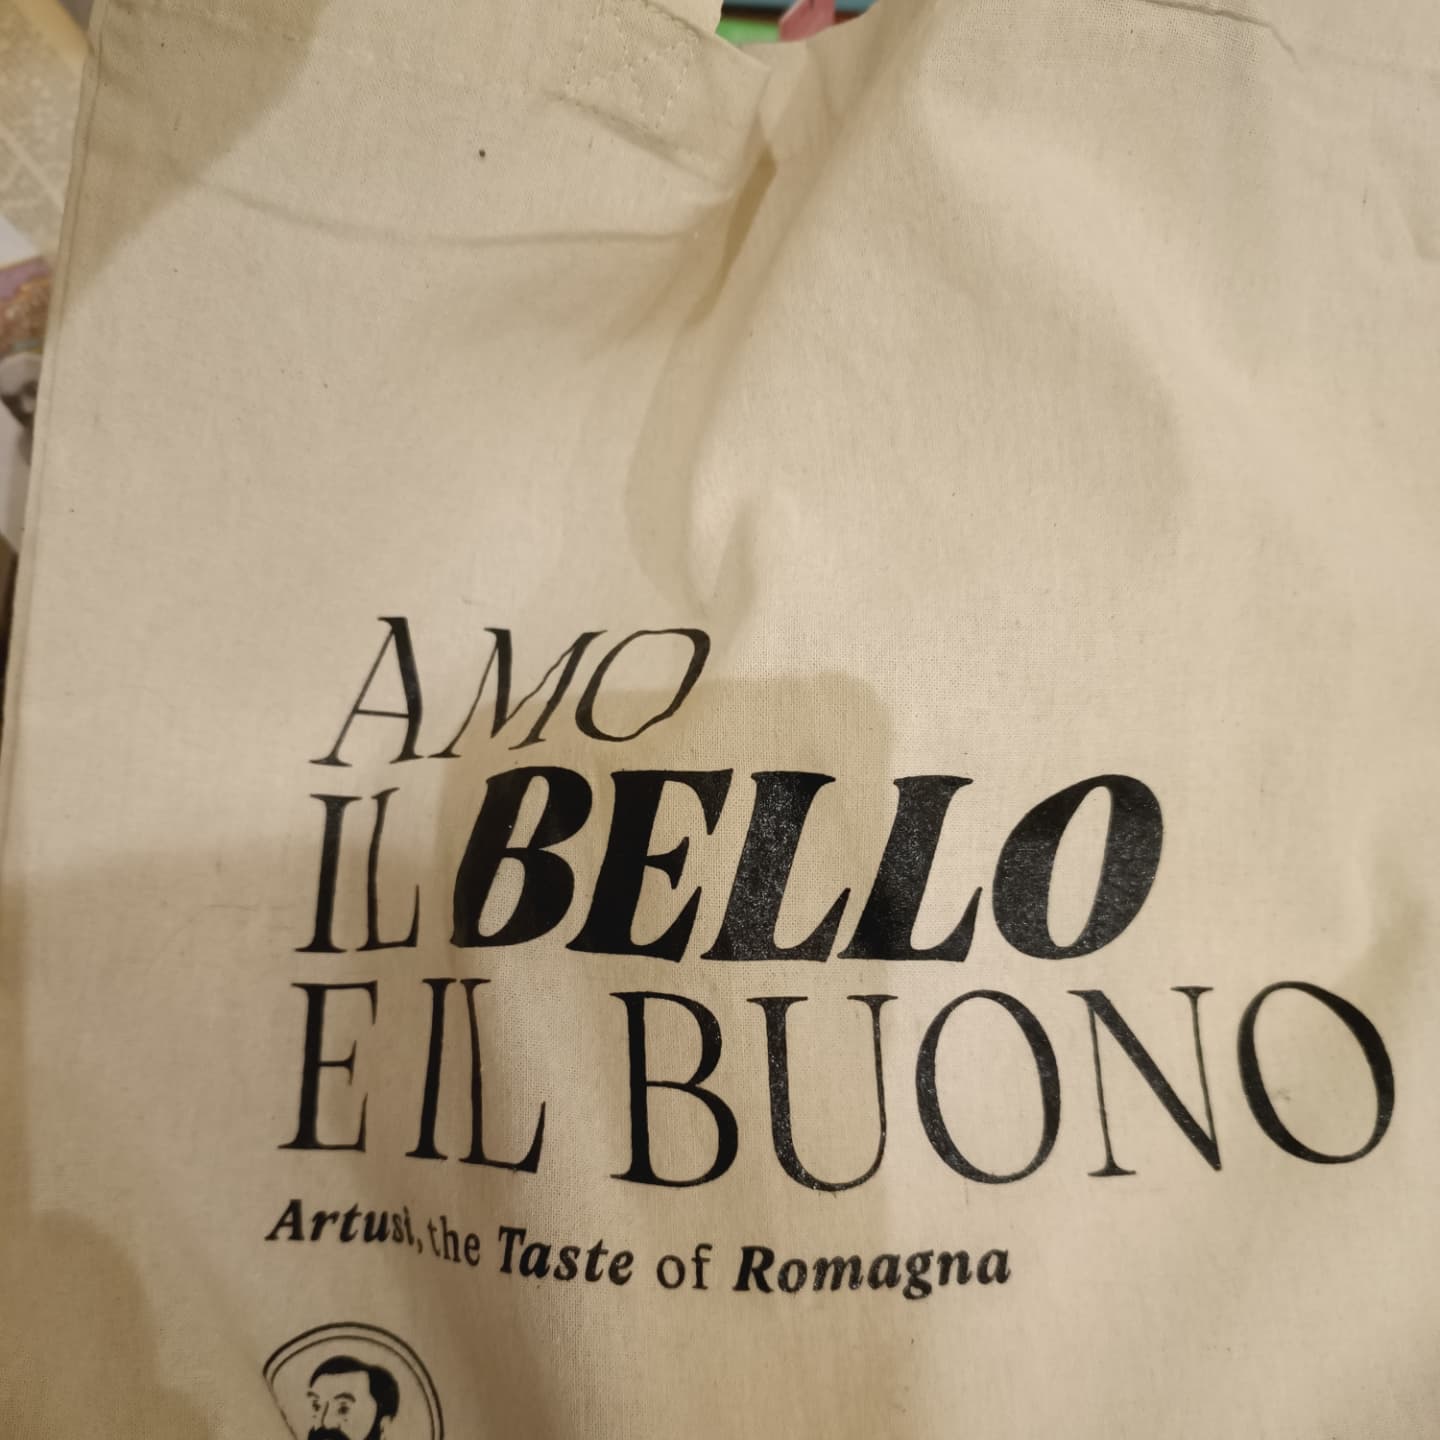 AMO
IL BELLO
E IL BUONO
Artusi, the Taste of Romagna